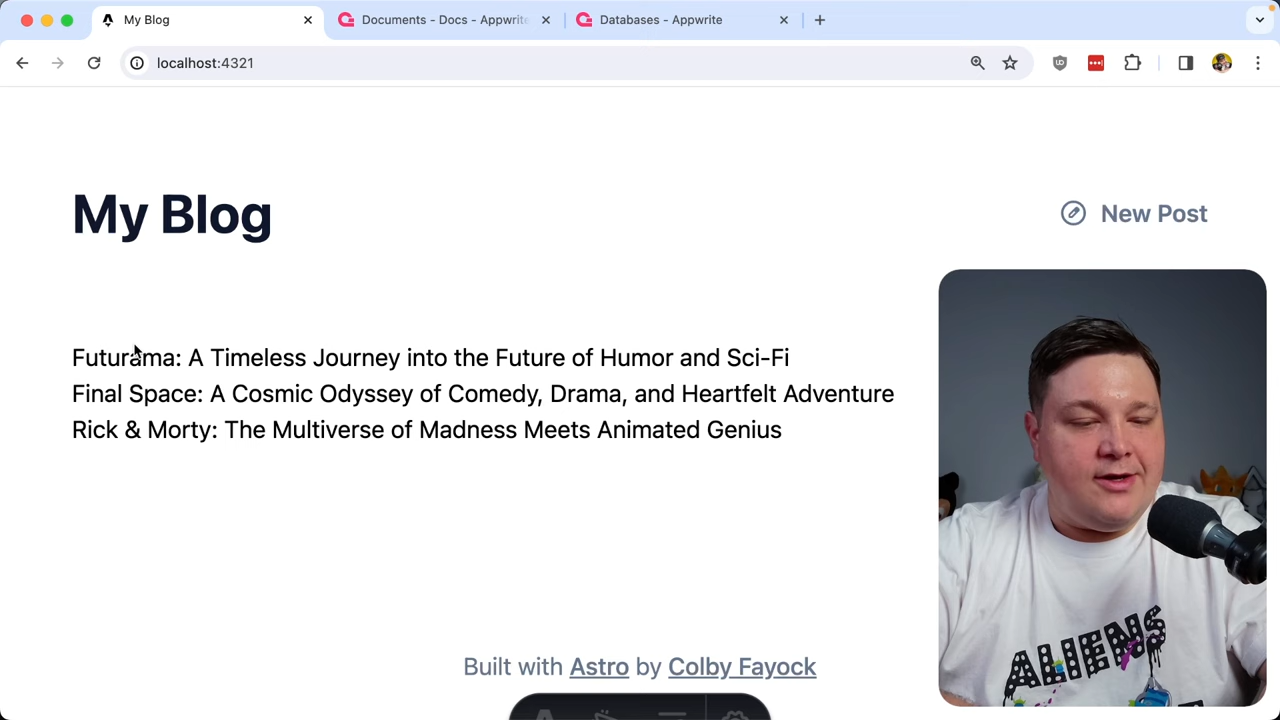 My Blog
Documents - Docs - Appwrite
Databases - Appwrite
localhost:4321
My Blog
New Post
Futurama: A Timeless Journey into the Future of Humor and Sci-Fi
Final Space: A Cosmic Odyssey of Comedy, Drama, and Heartfelt Adventure
Rick & Morty: The Multiverse of Madness Meets Animated Genius
ALIENS
Built with Astro by Colby Fayock